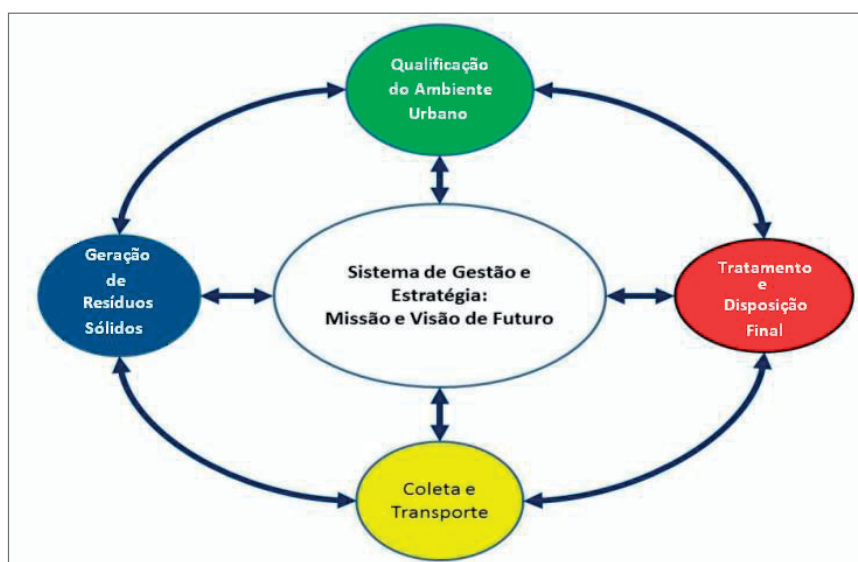 Qualificação
do Ambiente
Urbano
Geração
de
Resíduos
Sólidos
Sistema de Gestão e
Estratégia:
Missão e Visão de Futuro
Tratamento
e
Disposição
Final
Coleta e
Transporte